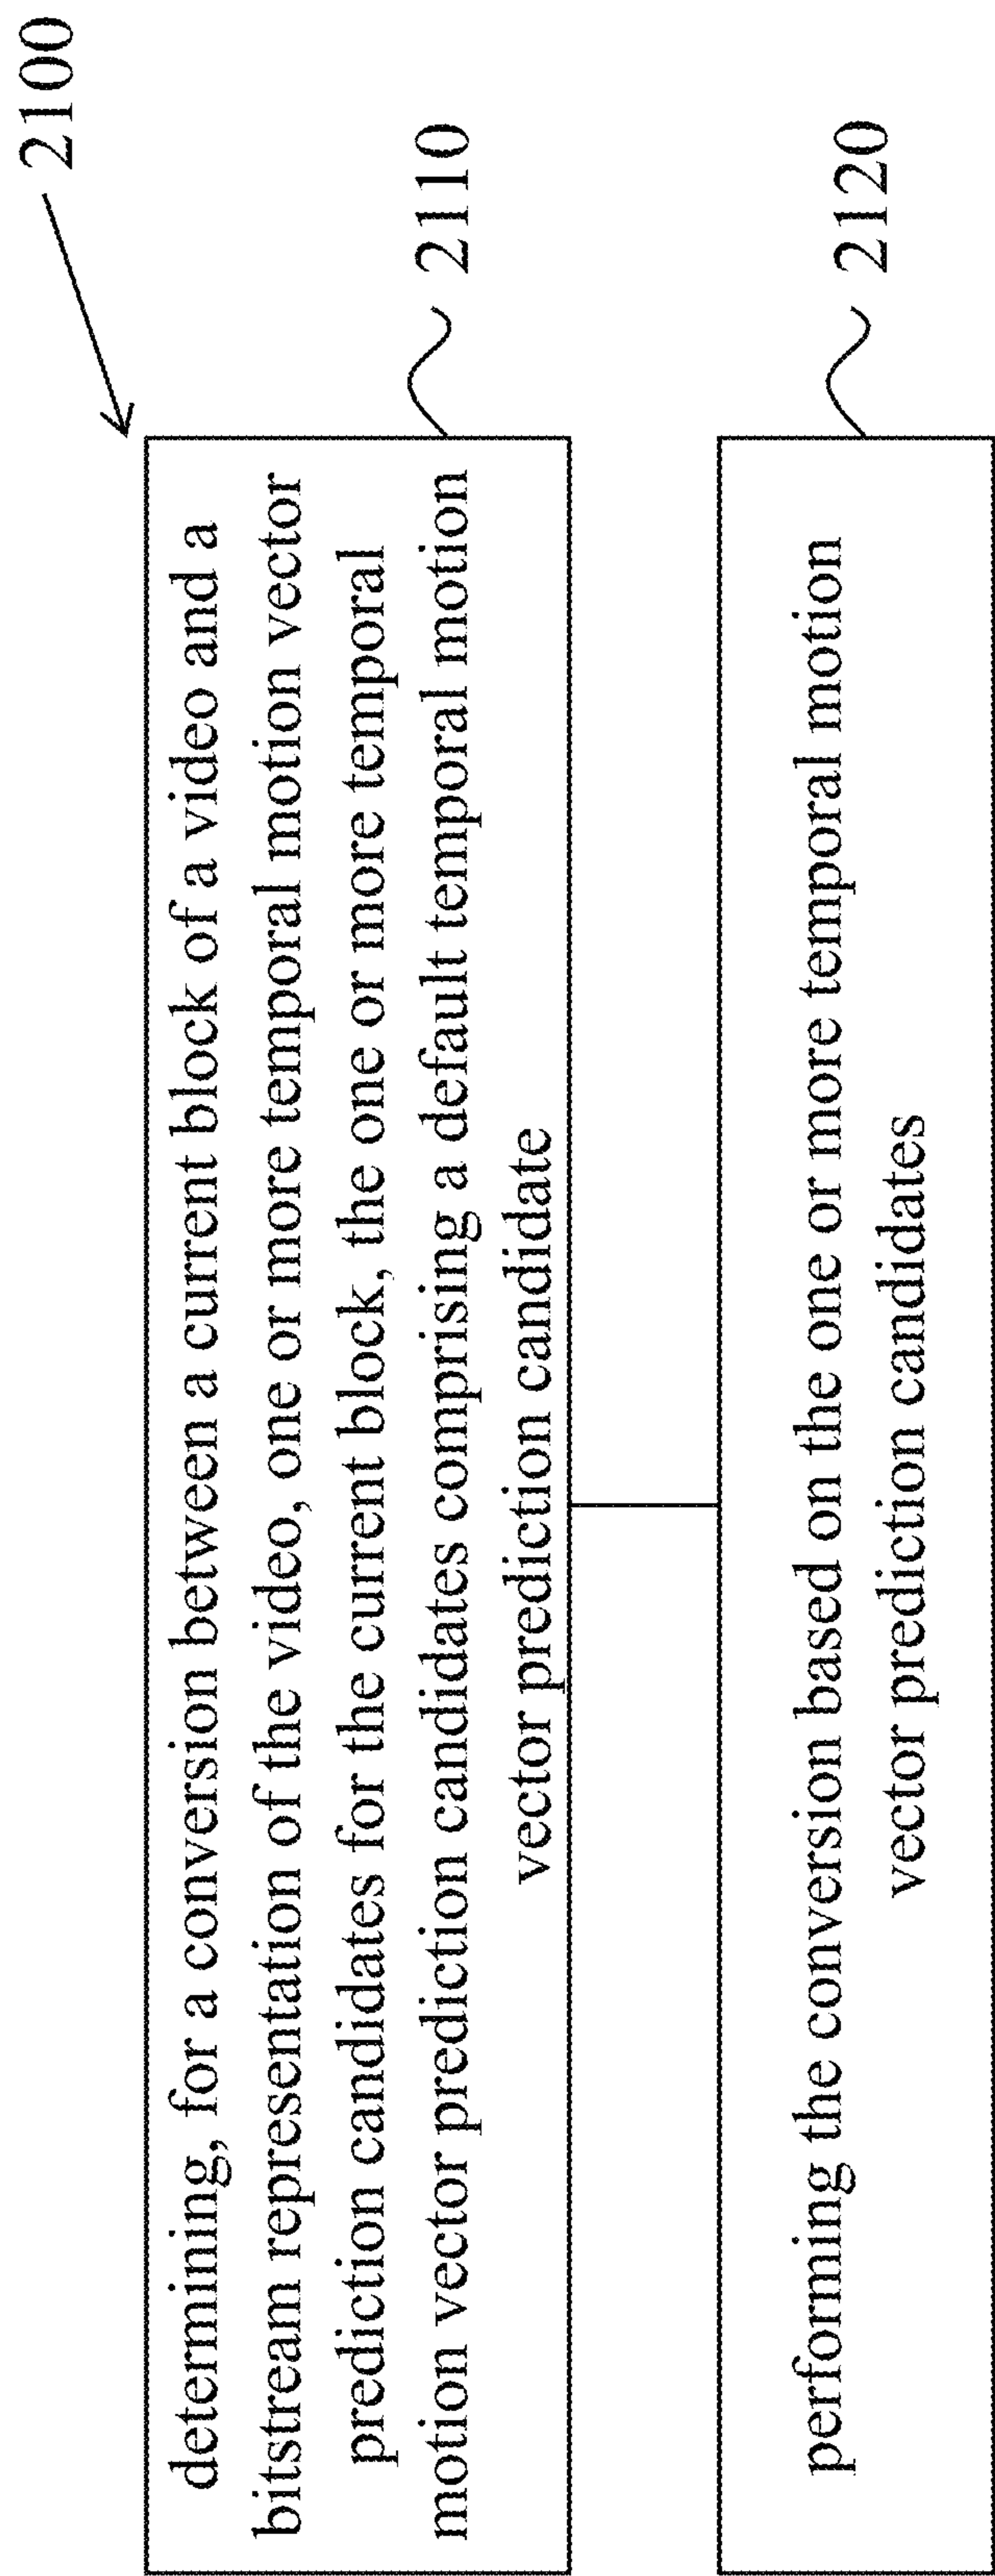 2100
determining, for a conversion between a current block of a video and a
bitstream representation of the video, one or more temporal motion vector
prediction candidates for the current block, the one or more temporal
motion vector prediction candidates comprising a default temporal motion
vector prediction candidate
2110
performing the conversion based on the one or more temporal motion
vector prediction candidates
2120